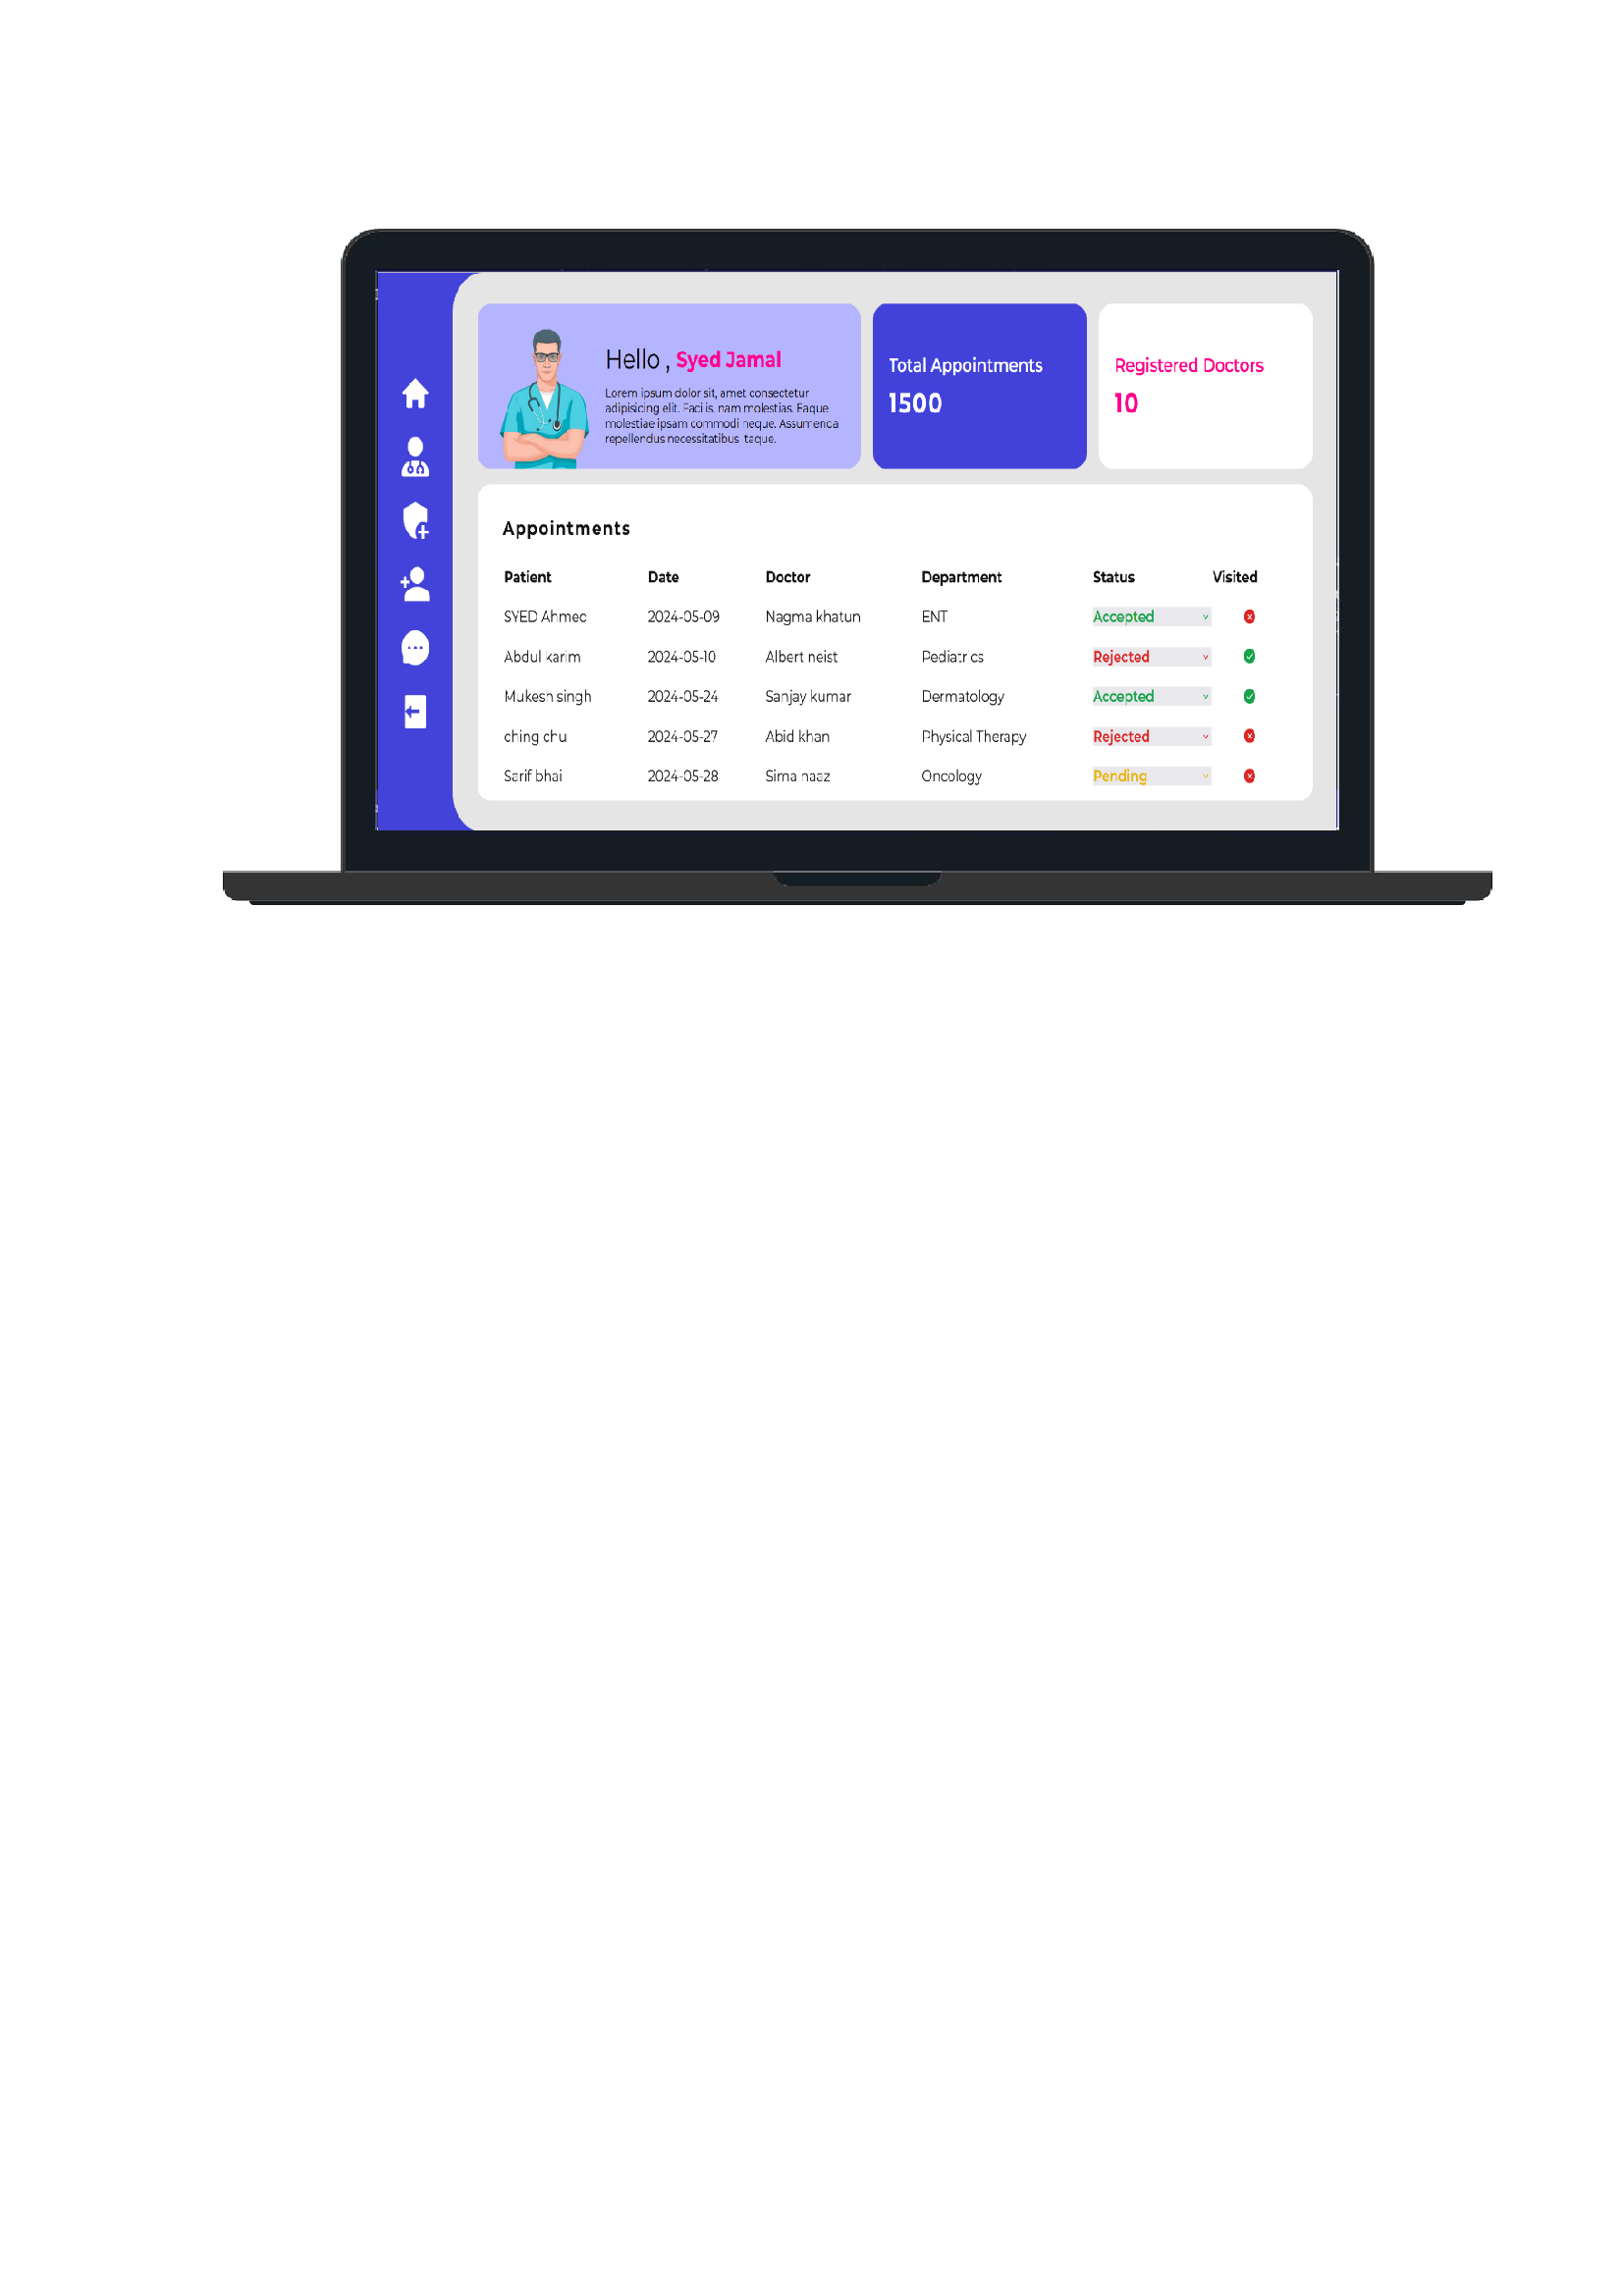 Hello , Syed Jamal
Lorem ipsum dolor sit, amet consectetur
adipisicing elit. Facilis, nam molestias. Eaque
molestiae ipsam commodi neque. Assumenda
repellendus necessitatibus itaque.
Total Appointments
1500
Registered Doctors
10
Appointments
Patient Date Doctor Department Status Visited
SYED Ahmed 2024-05-09 Nagma khatun ENT Accepted
Abdul karim 2024-05-10 Albert neist Pediatrics Rejected
Mukesh singh 2024-05-24 Sanjay kumar Dermatology Accepted
ching chu 2024-05-27 Abid khan Physical Therapy Rejected
Sarif bhai 2024-05-28 Sima naaz Oncology Pending